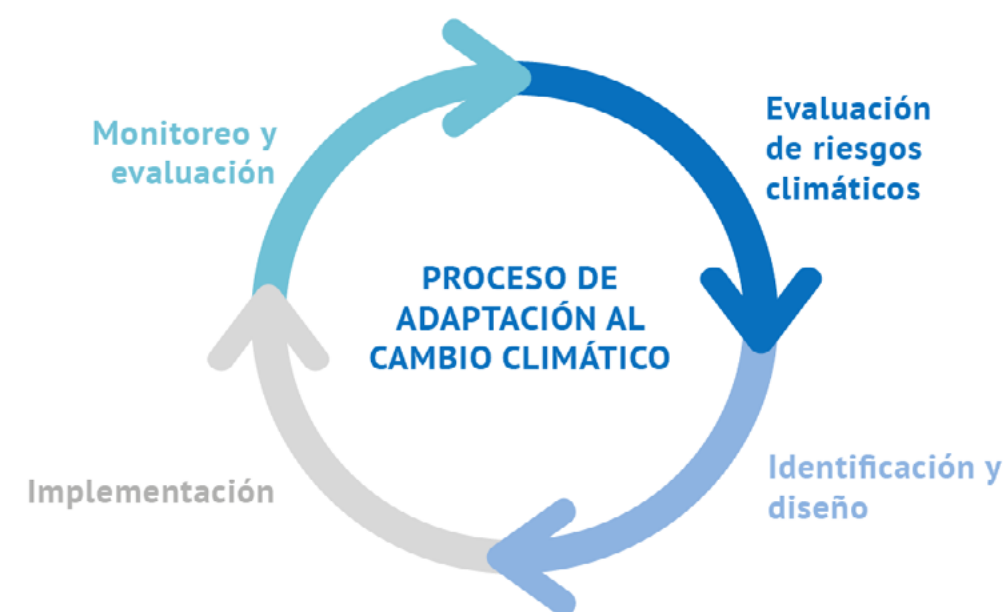 PROCESO DE
ADAPTACIÓN AL
CAMBIO CLIMÁTICO
Evaluación
de riesgos
climáticos
Identificación y
diseño
Implementación
Monitoreo y
evaluación